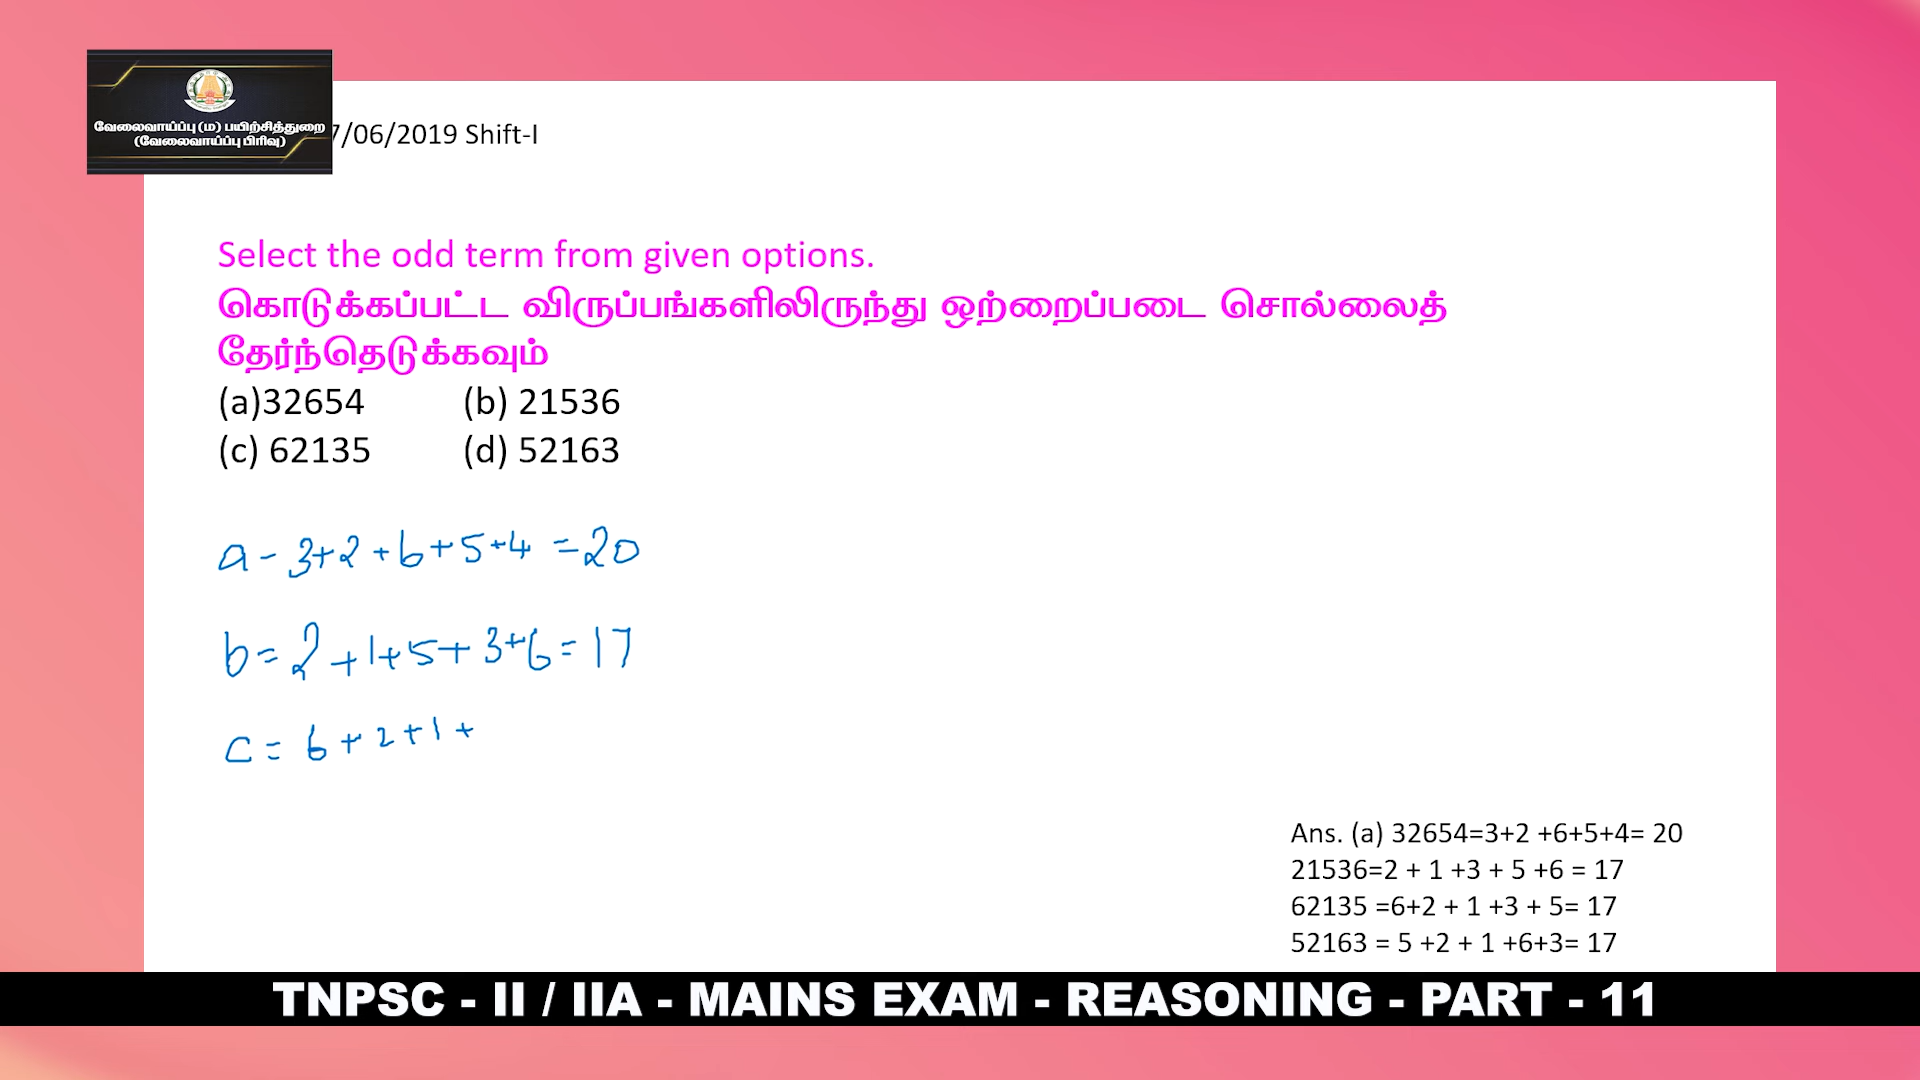 வேலைவாய்ப்பு (ம) பயிற்சித்துறை
(வேலைவாய்ப்பு பிரிவு)
7/06/2019 Shift-I
Select the odd term from given options.
கொடுக்கப்பட்ட விருப்பங்களிலிருந்து ஒற்றைப்படை சொல்லைத்
தேர்ந்தெடுக்கவும்
(a)32654 (b) 21536
(c) 62135 (d) 52163
a - 3+2+6+5+4 =20
b= 2+1+5+3+6=17
c= 6+2+1+
Ans. (a) 32654=3+2 +6+5+4= 20
21536=2 + 1 +3 + 5 +6 = 17
62135 =6+2 + 1 +3 + 5= 17
52163 = 5 +2 + 1 +6+3= 17
TNPSC - II / IIA - MAINS EXAM - REASONING - PART - 11